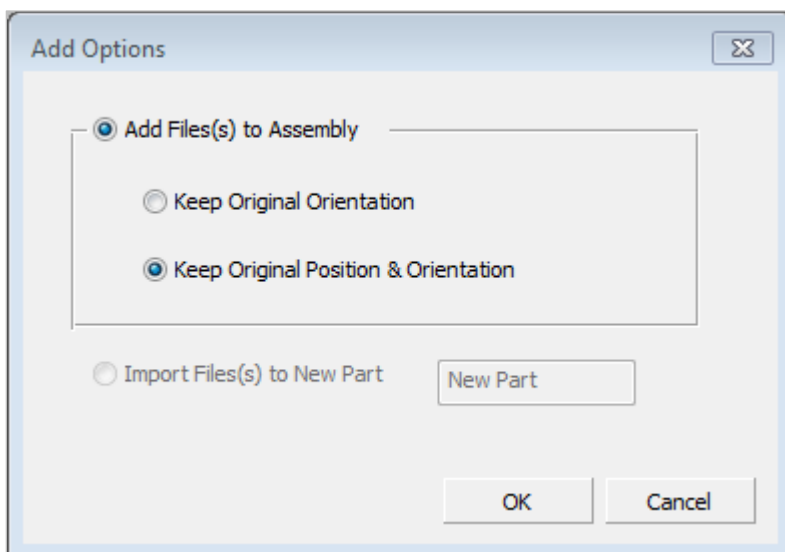 Add Options
Add Files(s) to Assembly
Keep Original Orientation
Keep Original Position & Orientation
Import Files(s) to New Part
New Part
OK
Cancel